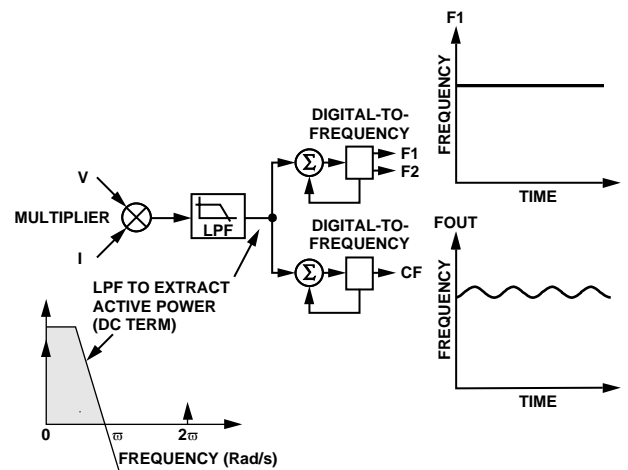 F1
FREQUENCY
TIME
DIGITAL-TO-
FREQUENCY
Σ
F1
F2
V
MULTIPLIER
I
LPF
DIGITAL-TO-
FREQUENCY
Σ
CF
FOUT
FREQUENCY
TIME
LPF TO EXTRACT
ACTIVE POWER
(DC TERM)
0
ϖ
2ϖ
FREQUENCY (Rad/s)